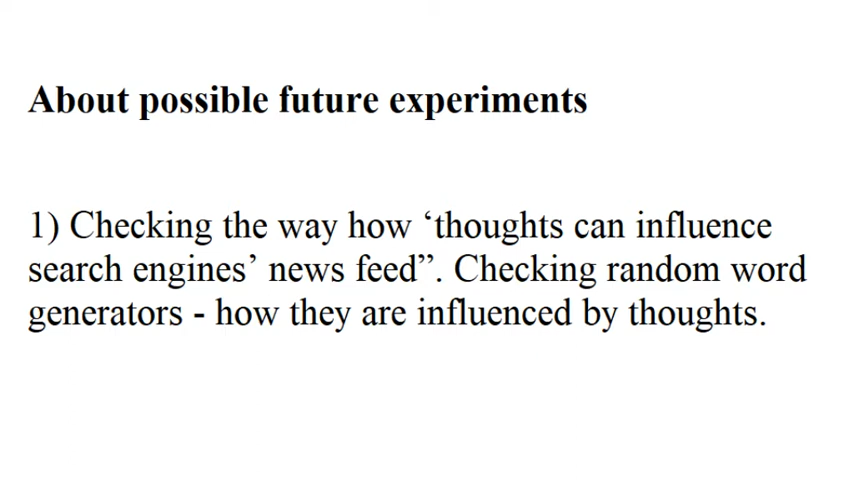 About possible future experiments
1) Checking the way how ‘thoughts can influence
search engines’ news feed”. Checking random word
generators - how they are influenced by thoughts.